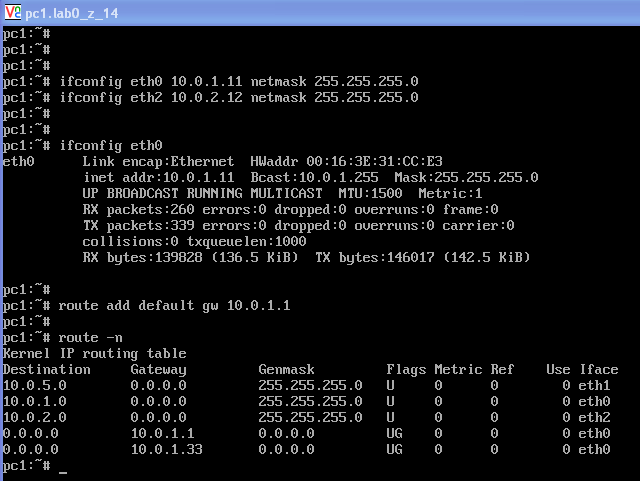 pc1.lab0_z_14
pc1:~#
pc1:~#
pc1:~#
pc1:~# ifconfig eth0 10.0.1.11 netmask 255.255.255.0
pc1:~# ifconfig eth2 10.0.2.12 netmask 255.255.255.0
pc1:~#
pc1:~#
pc1:~# ifconfig eth0
eth0      Link encap:Ethernet  HWaddr 00:16:3E:31:CC:E3
          inet addr:10.0.1.11  Bcast:10.0.1.255  Mask:255.255.255.0
          UP BROADCAST RUNNING MULTICAST  MTU:1500  Metric:1
          RX packets:260 errors:0 dropped:0 overruns:0 frame:0
          TX packets:339 errors:0 dropped:0 overruns:0 carrier:0
          collisions:0 txqueuelen:1000
          RX bytes:139828 (136.5 KiB)  TX bytes:146017 (142.5 KiB)
pc1:~#
pc1:~# route add default gw 10.0.1.1
pc1:~#
pc1:~# route -n
Kernel IP routing table
Destination     Gateway         Genmask         Flags Metric Ref    Use Iface
10.0.5.0        0.0.0.0         255.255.255.0   U     0      0        0 eth1
10.0.1.0        0.0.0.0         255.255.255.0   U     0      0        0 eth0
10.0.2.0        0.0.0.0         255.255.255.0   U     0      0        0 eth2
0.0.0.0         10.0.1.1        0.0.0.0         UG    0      0        0 eth0
0.0.0.0         10.0.1.33       0.0.0.0         UG    0      0        0 eth0
pc1:~# _